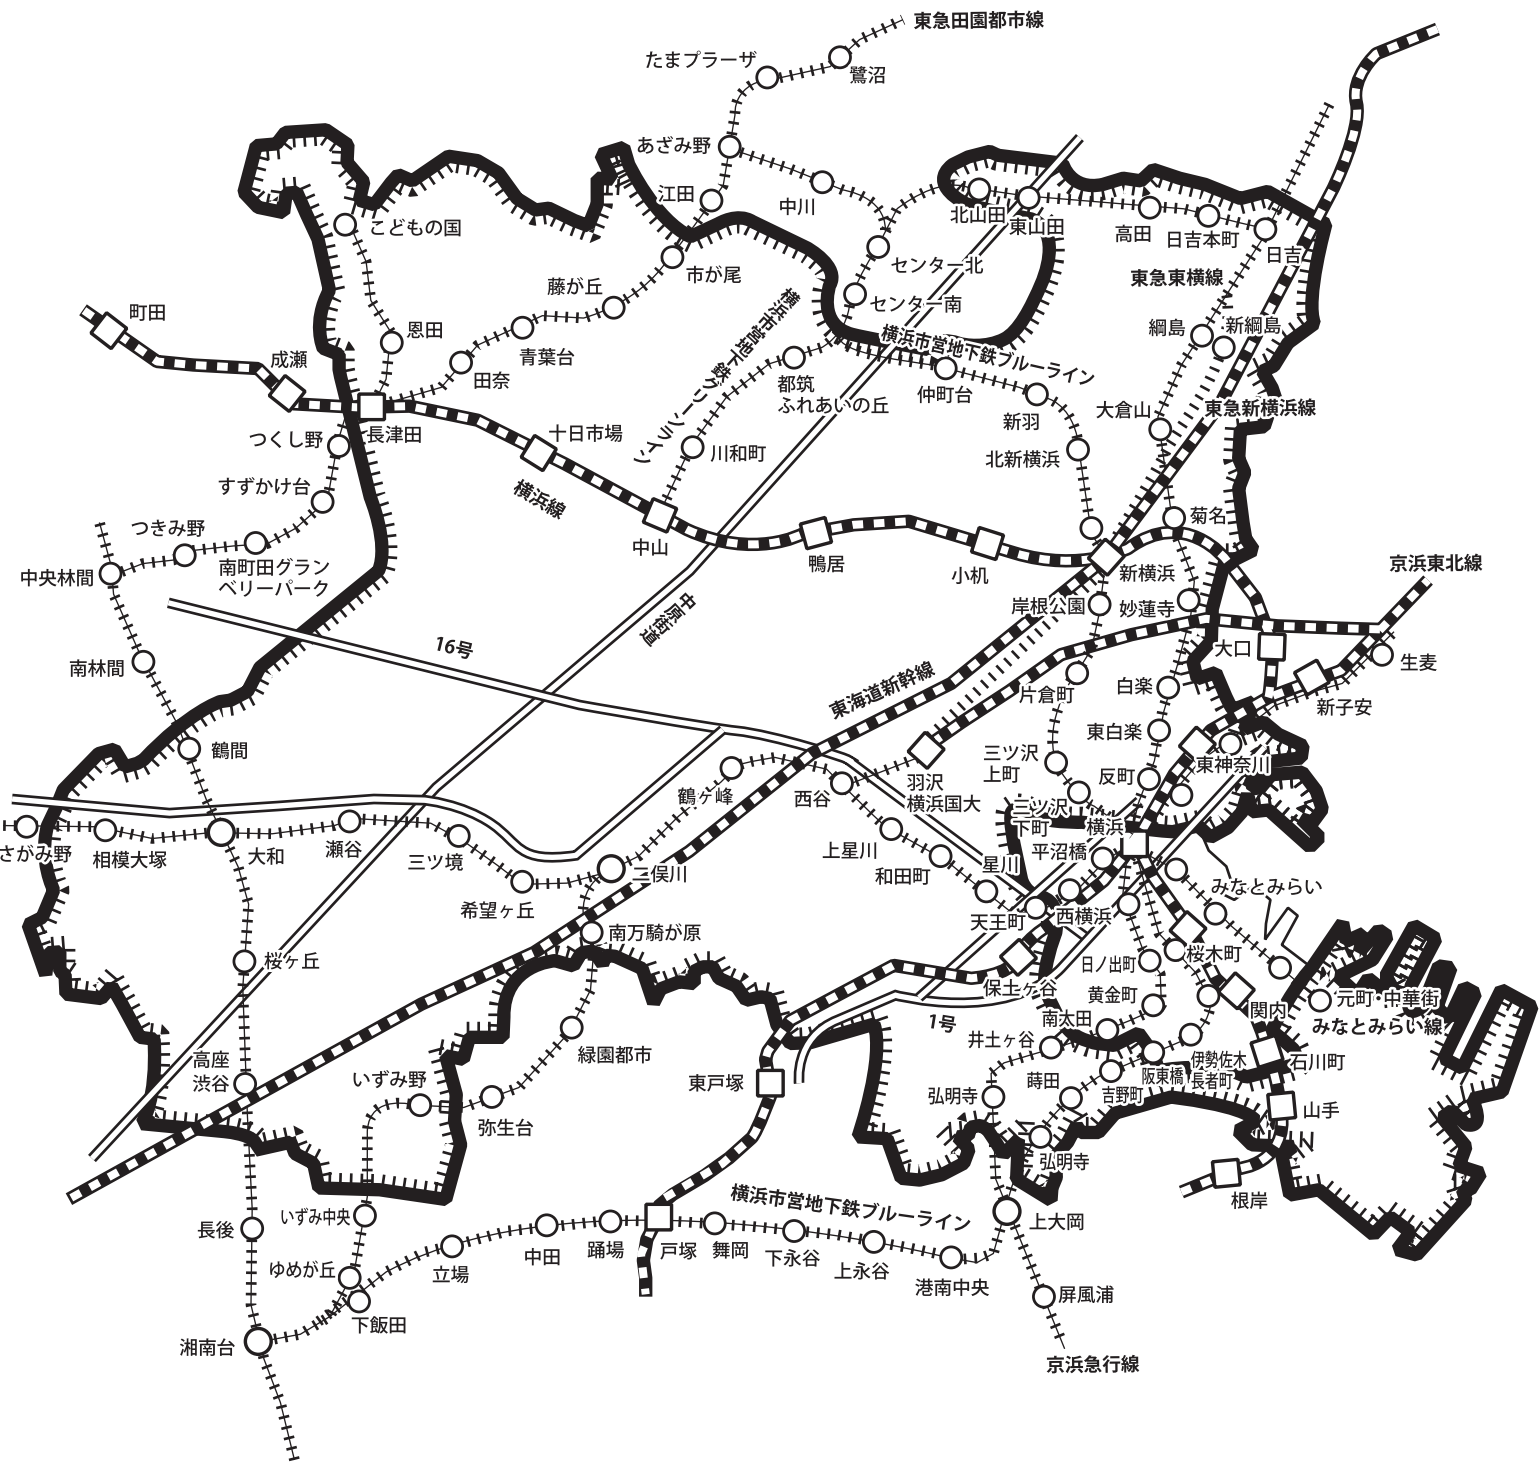 東急田園都市線
たまプラーザ
鷺沼
あざみ野
江田
中川
北山田
東山田
高田
日吉本町
日吉
こどもの国
市が尾
センター北
東急東横線
藤が丘
センター南
横浜市営地下鉄グリーンライン
町田
恩田
青葉台
綱島
新綱島
横浜市営地下鉄ブルーライン
成瀬
田奈
都筑
ふれあいの丘
仲町台
新羽
大倉山
東急新横浜線
つくし野
長津田
十日市場
川和町
北新横浜
すずかけ台
横浜線
つきみ野
菊名
中央林間
南町田グラン
ベリーパーク
中山
鴨居
小机
新横浜
京浜東北線
中原街道
岸根公園
妙蓮寺
16号
大口
生麦
南林間
東海道新幹線
片倉町
白楽
新子安
鶴間
東白楽
三ツ沢
上町
反町
東神奈川
鶴ヶ峰
西谷
羽沢
横浜国大
三ツ沢
下町
横浜
さがみ野
相模大塚
大和
瀬谷
三ツ境
上星川
平沼橋
和田町
星川
二俣川
みなとみらい
希望ヶ丘
天王町
西横浜
南万騎が原
桜ヶ丘
日ノ出町
桜木町
保土ヶ谷
黄金町
元町・中華街
関内
みなとみらい線
1号
南太田
井土ヶ谷
高座
渋谷
緑園都市
伊勢佐木
長者町
石川町
いずみ野
東戸塚
蒔田
阪東橋
弘明寺
吉野町
弥生台
山手
弘明寺
横浜市営地下鉄ブルーライン
根岸
長後
いずみ中央
上大岡
戸塚
舞岡
下永谷
中田
踊場
ゆめが丘
立場
上永谷
港南中央
屏風浦
下飯田
湘南台
京浜急行線